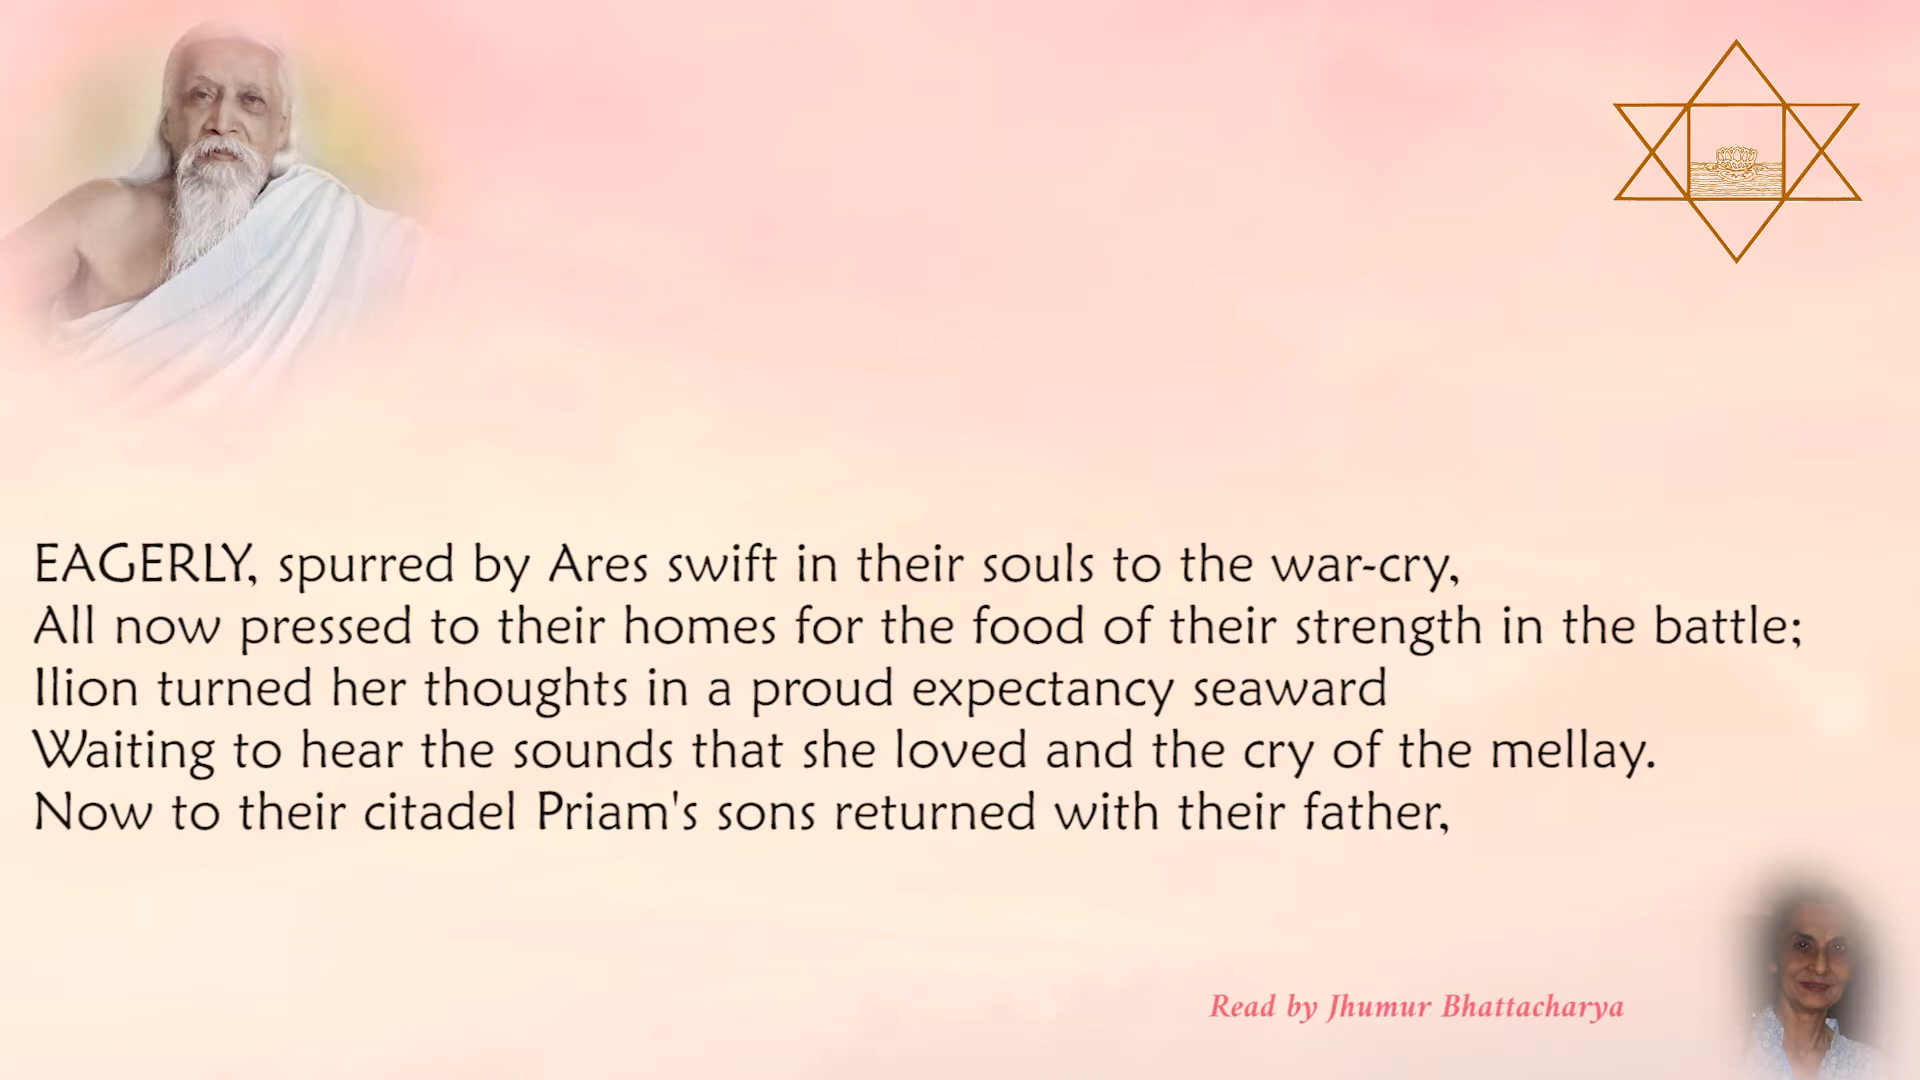 EAGERLY, spurred by Ares swift in their souls to the war-cry,
All now pressed to their homes for the food of their strength in the battle;
Ilion turned her thoughts in a proud expectancy seaward
Waiting to hear the sounds that she loved and the cry of the mellay.
Now to their citadel Priam's sons returned with their father,
Read by Jhumur Bhattacharya